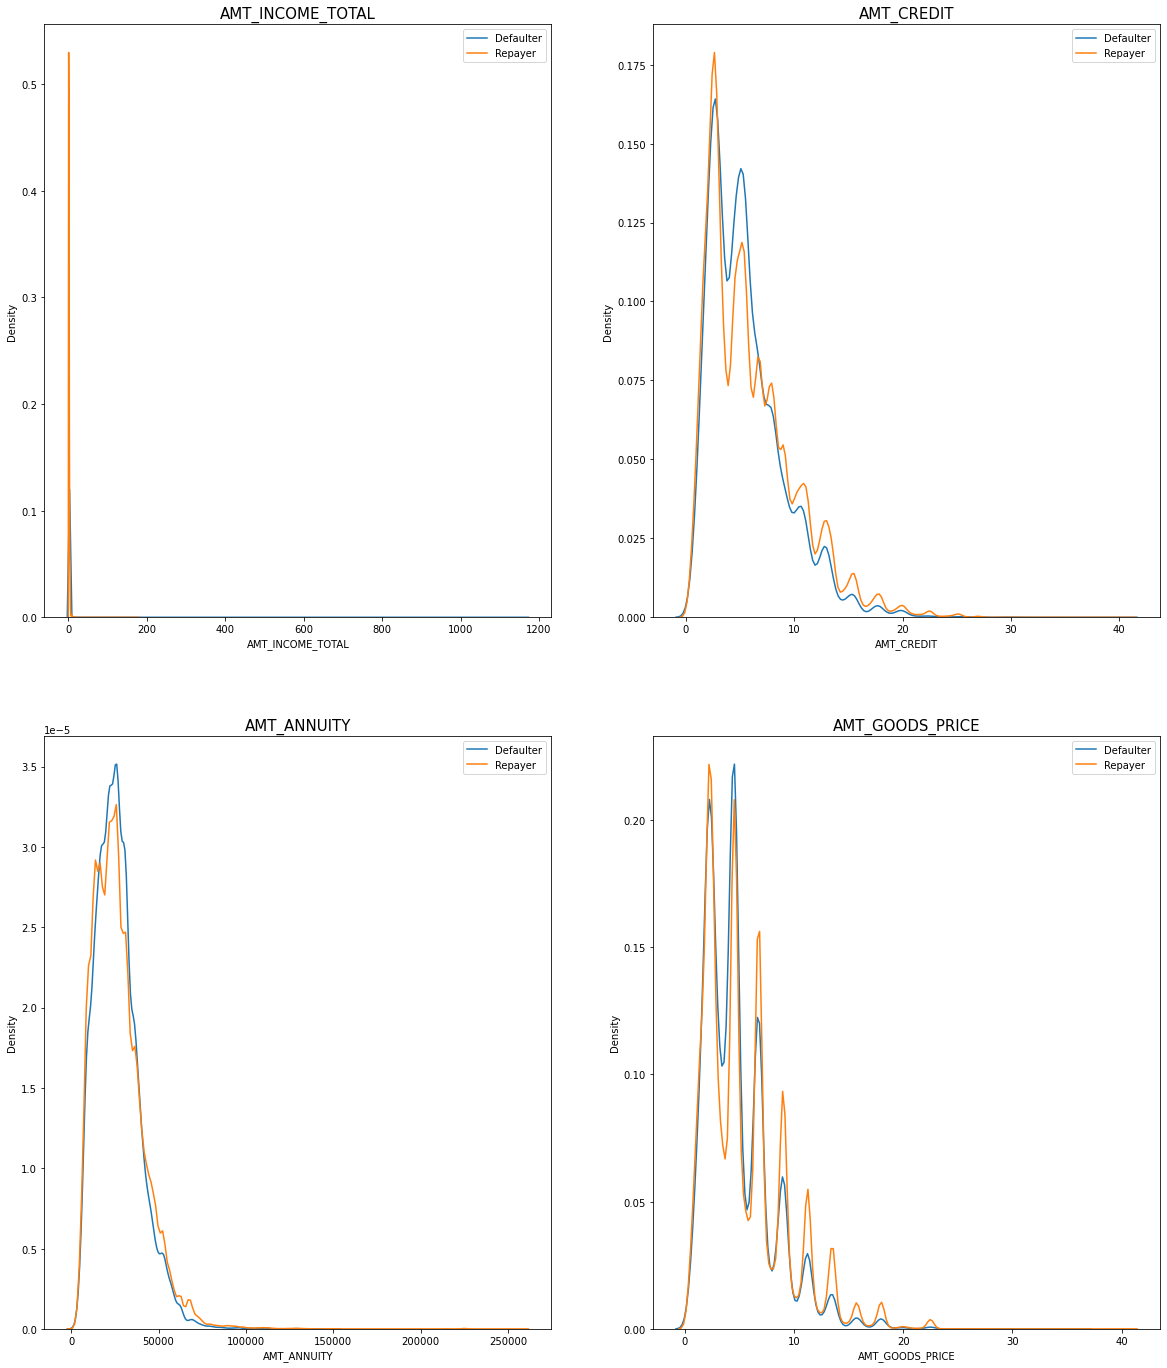 AMT_INCOME_TOTAL
Defaulter
Repayer
0.5
0.4
0.3
0.2
0.1
0.0
Density
0 200 400 600 800 1000 1200
AMT_INCOME_TOTAL
AMT_CREDIT
Defaulter
Repayer
0.175
0.150
0.125
0.100
0.075
0.050
0.025
0.000
Density
0 10 20 30 40
AMT_CREDIT
AMT_ANNUITY
1e−5
Defaulter
Repayer
3.5
3.0
2.5
2.0
1.5
1.0
0.5
0.0
Density
0 50000 100000 150000 200000 250000
AMT_ANNUITY
AMT_GOODS_PRICE
Defaulter
Repayer
0.20
0.15
0.10
0.05
0.00
Density
0 10 20 30 40
AMT_GOODS_PRICE